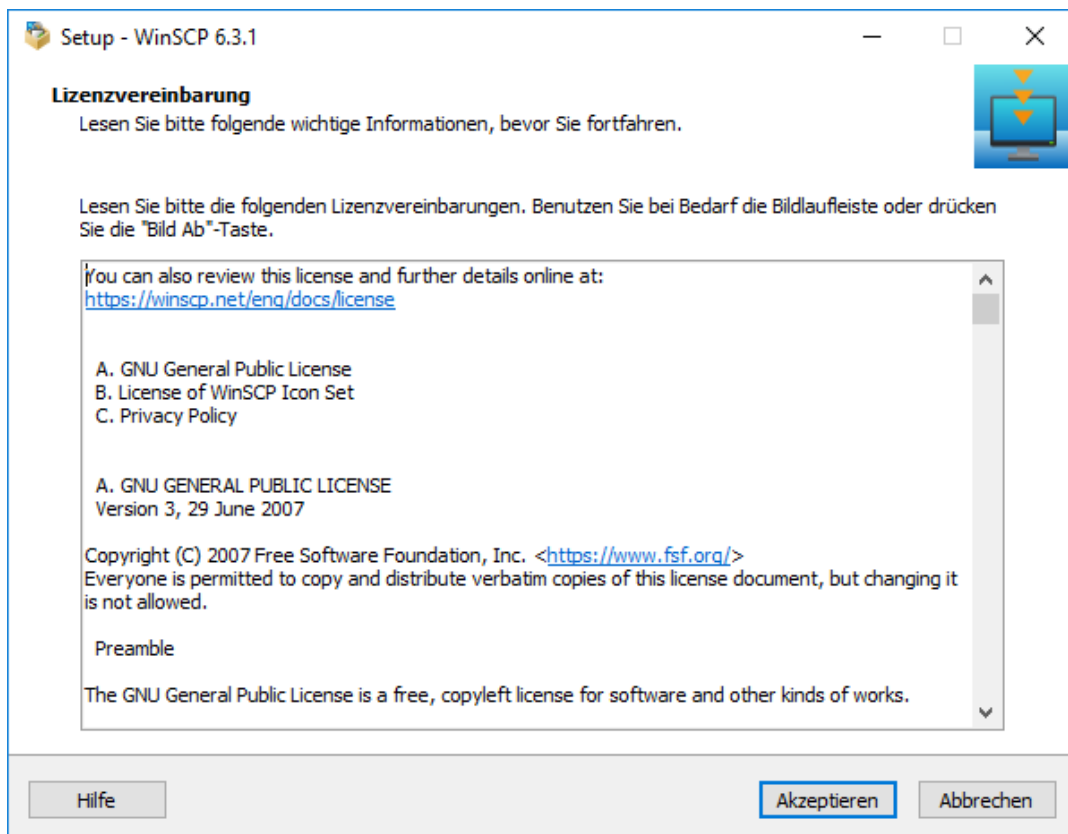 Setup - WinSCP 6.3.1
Lizenzvereinbarung
Lesen Sie bitte folgende wichtige Informationen, bevor Sie fortfahren.
Lesen Sie bitte die folgenden Lizenzvereinbarungen. Benutzen Sie bei Bedarf die Bildlaufleiste oder drücken
Sie die "Bild Ab"-Taste.
You can also review this license and further details online at:
https://winscp.net/eng/docs/license
A. GNU General Public License
B. License of WinSCP Icon Set
C. Privacy Policy
A. GNU GENERAL PUBLIC LICENSE
Version 3, 29 June 2007
Copyright (C) 2007 Free Software Foundation, Inc. <https://www.fsf.org/>
Everyone is permitted to copy and distribute verbatim copies of this license document, but changing it
is not allowed.
Preamble
The GNU General Public License is a free, copyleft license for software and other kinds of works.
Hilfe
Akzeptieren
Abbrechen